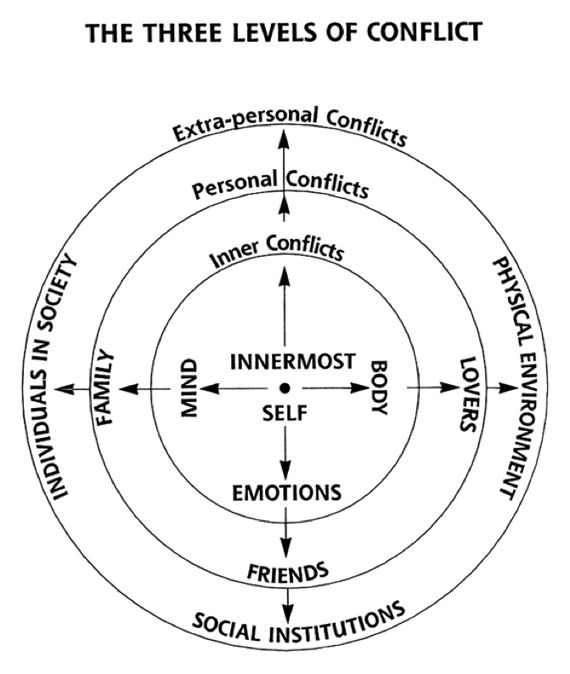 THE THREE LEVELS OF CONFLICT
Extra-personal Conflicts
Personal Conflicts
Inner Conflicts
INDIVIDUALS IN SOCIETY
FAMILY
MIND
INNERMOST
SELF
BODY
LOVERS
PHYSICAL ENVIRONMENT
EMOTIONS
FRIENDS
SOCIAL INSTITUTIONS